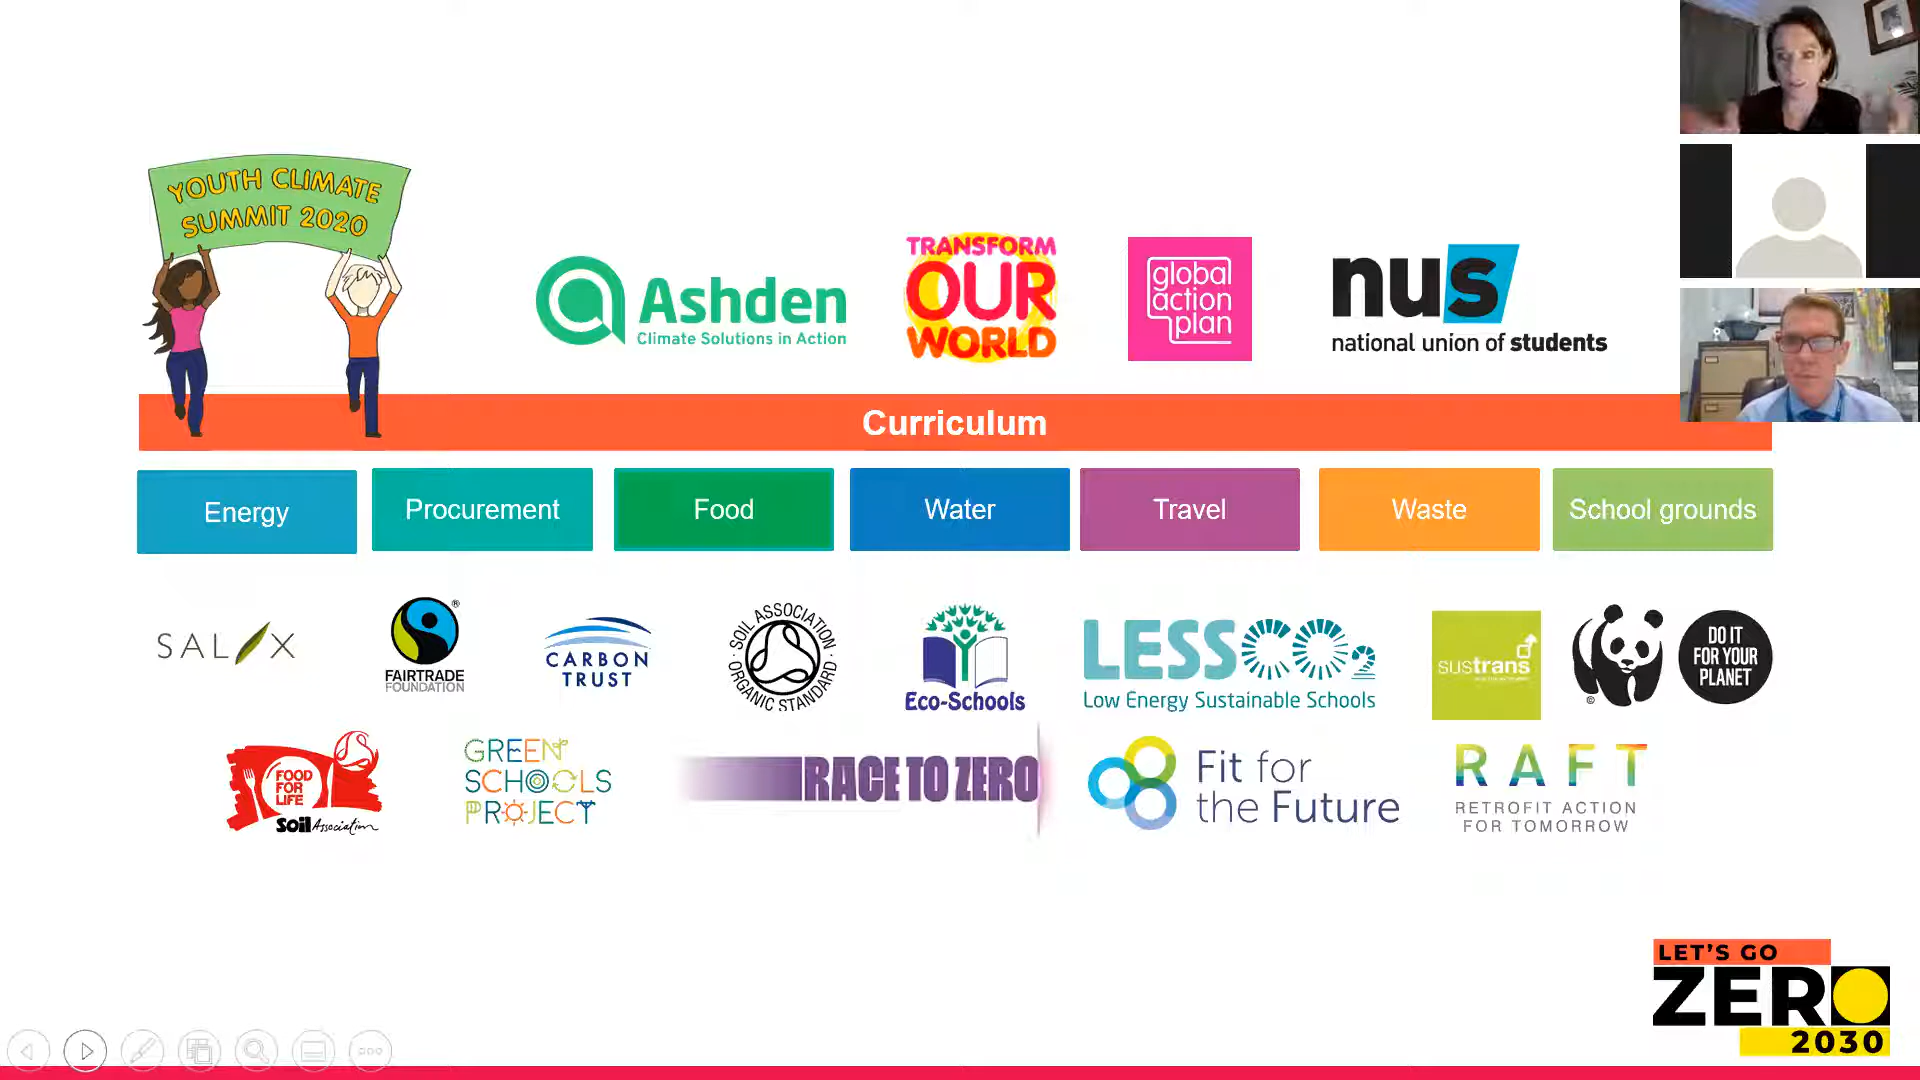 YOUTH CLIMATE
SUMMIT 2020
Ashden
Climate Solutions in Action
TRANSFORM
OUR
WORLD
global
action
plan
nus
national union of students
Curriculum
Energy
Procurement
Food
Water
Travel
Waste
School grounds
SALIX
®
FAIRTRADE
FOUNDATION
CARBON
TRUST
SOIL ASSOCIATION
ORGANIC STANDARD
Eco-Schools
LESSCO2
Low Energy Sustainable Schools
sustrans
©
DO IT
FOR YOUR
PLANET
FOOD
FOR
LIFE
Soil Association
GREEN
SCHOOLS
PROJECT
RACE TO ZERO
Fit for
the Future
RAFT
RETROFIT ACTION
FOR TOMORROW
LET'S GO
ZERO
2030